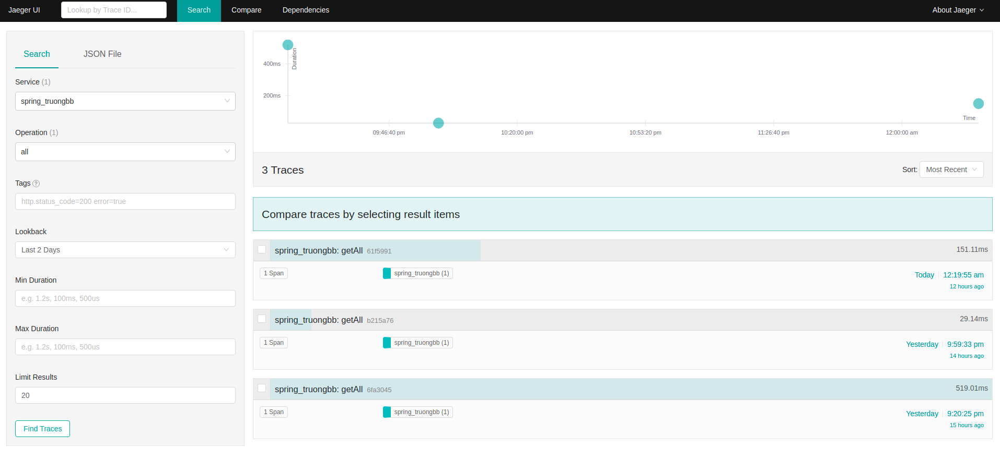 Jaeger UI
Lookup by Trace ID...
Search
Compare
Dependencies
About Jaeger
Search
JSON File
Service (1)
spring_truongbb
Operation (1)
all
Tags ?
http.status_code=200 error=true
Lookback
Last 2 Days
Min Duration
e.g. 1.2s, 100ms, 500us
Max Duration
e.g. 1.2s, 100ms, 500us
Limit Results
20
Find Traces
Duration
400ms
200ms
Time
09:46:40 pm
10:20:00 pm
10:53:20 pm
11:26:40 pm
12:00:00 am
3 Traces
Sort: Most Recent
Compare traces by selecting result items
spring_truongbb: getAll 61f5991
151.11ms
1 Span
spring_truongbb (1)
Today
12:19:55 am
12 hours ago
spring_truongbb: getAll b215a76
29.14ms
1 Span
spring_truongbb (1)
Yesterday
9:59:33 pm
14 hours ago
spring_truongbb: getAll 6fa3045
519.01ms
1 Span
spring_truongbb (1)
Yesterday
9:20:25 pm
15 hours ago